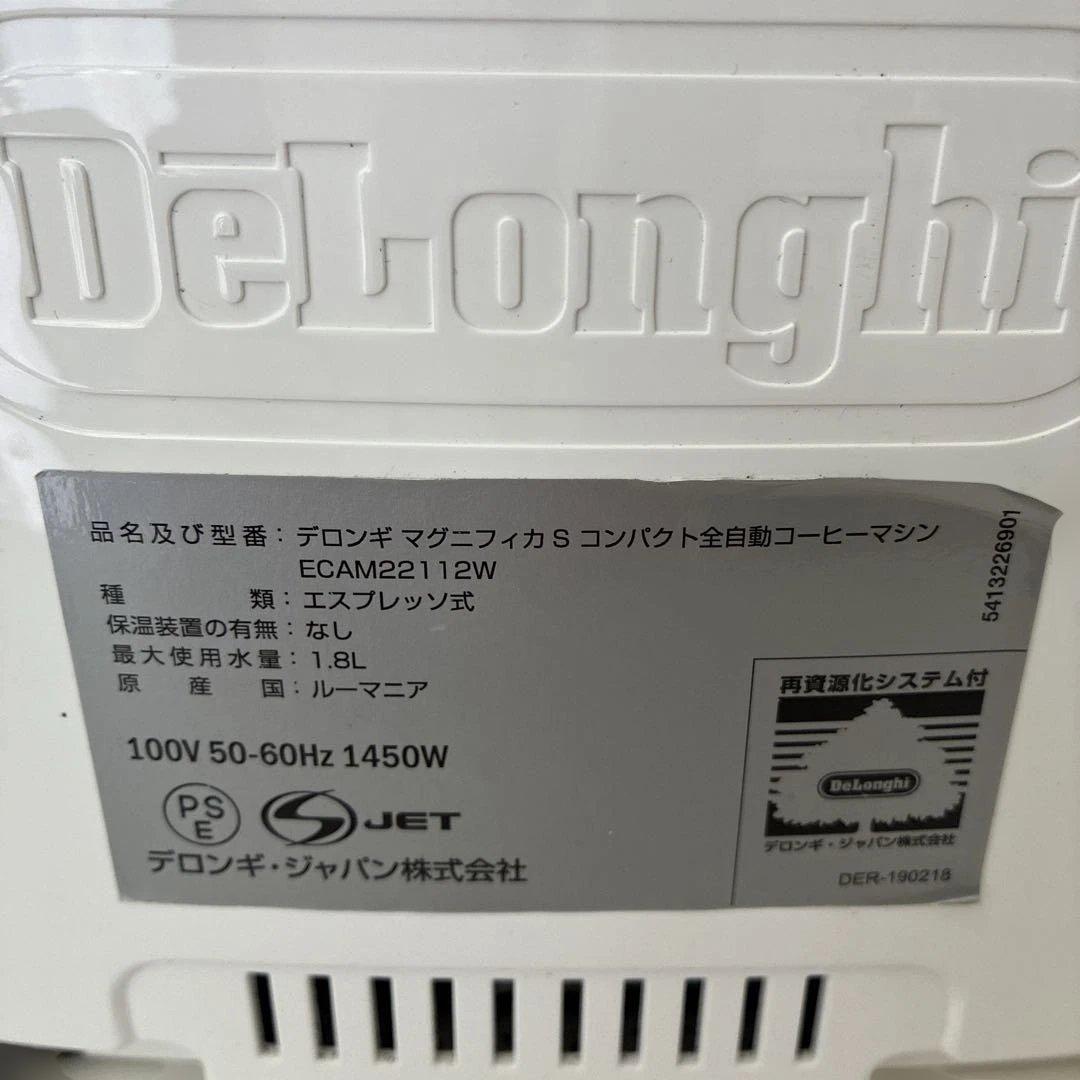 DēLonghi
品名及び型番：デロンギ マグニフィカ S コンパクト全自動コーヒーマシン
ECAM22112W
種類：エスプレッソ式
保温装置の有無：なし
最大使用水量：1.8L
原産国：ルーマニア
100V 50-60Hz 1450W
PSE
JET
デロンギ・ジャパン株式会社
5413226901
再資源化システム付
DeLonghi
デロンギ・ジャパン株式会社
DER-190218